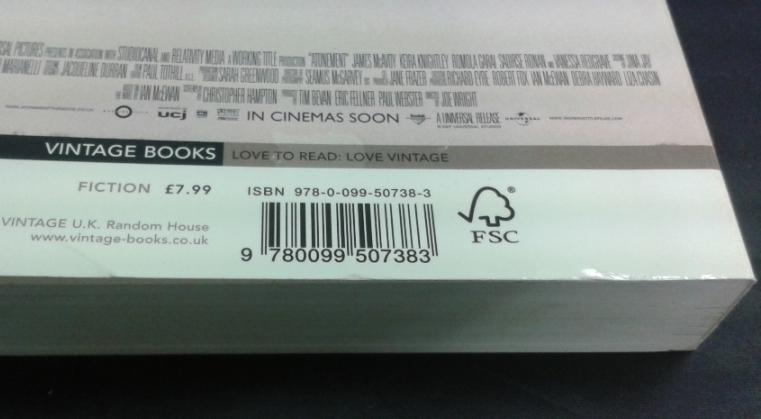 SAL PICTURES PRESENTS IN ASSOCIATION WITH STUDIOCANAL AND RELATIVITY MEDIA A WORKING TITLE PRODUCTION "ATONEMENT" JAMES McAVOY KEIRA KNIGHTLEY ROMOLA GARAI SAOIRSE RONAN AND VANESSA REDGRAVE JINA JAY
MARIANELLI JACQUELINE DURRAN PAUL TOTHILL SARAH GREENWOOD SEAMUS McGARVEY JANE FRAZER RICHARD EYRE ROBERT FOX IAN McEWAN DEBRA HAYWARD LIZA CHASIN
IAN McEWAN CHRISTOPHER HAMPTON TIM BEVAN ERIC FELLNER PAUL WEBSTER JOE WRIGHT
ucj IN CINEMAS SOON A UNIVERSAL RELEASE UNIVERSAL
VINTAGE BOOKS LOVE TO READ: LOVE VINTAGE
FICTION £7.99 ISBN 978-0-099-50738-3
VINTAGE U.K. Random House
www.vintage-books.co.uk
9 780099 507383
® FSC